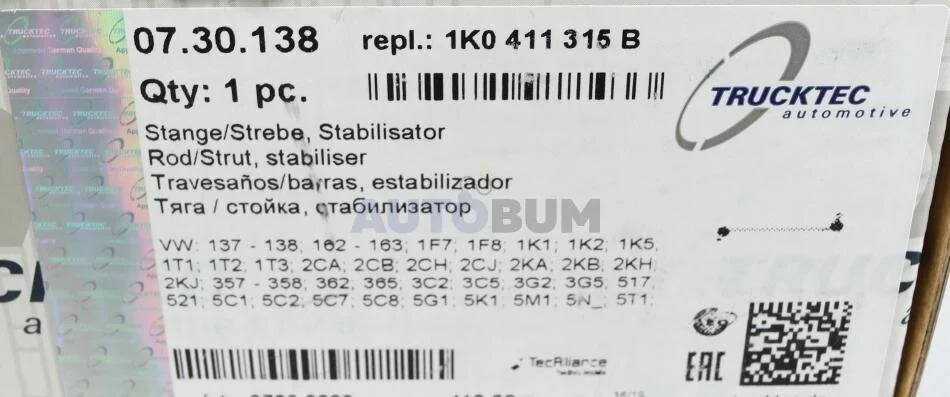 TRUCKTEC
07.30.138 repl.: 1K0 411 315 B
Qty: 1 pc.
TRUCKTEC
automotive
Stange/Strebe, Stabilisator
Rod/Strut, stabiliser
Travesaños/barras, estabilizador
Тяга / стойка, стабилизатор
AUTOBUM
VW: 137 - 138; 162 - 163; 1F7; 1F8; 1K1; 1K2; 1K5;
1T1; 1T2; 1T3; 2CA; 2CB; 2CH; 2CJ; 2KA; 2KB; 2KH;
2KJ; 357 - 358; 362; 365; 3C2; 3C5; 3G2; 3G5; 517;
521; 5C1; 5C2; 5C7; 5C8; 5G1; 5K1; 5M1; 5N_; 5T1;
TecAlliance
EAC